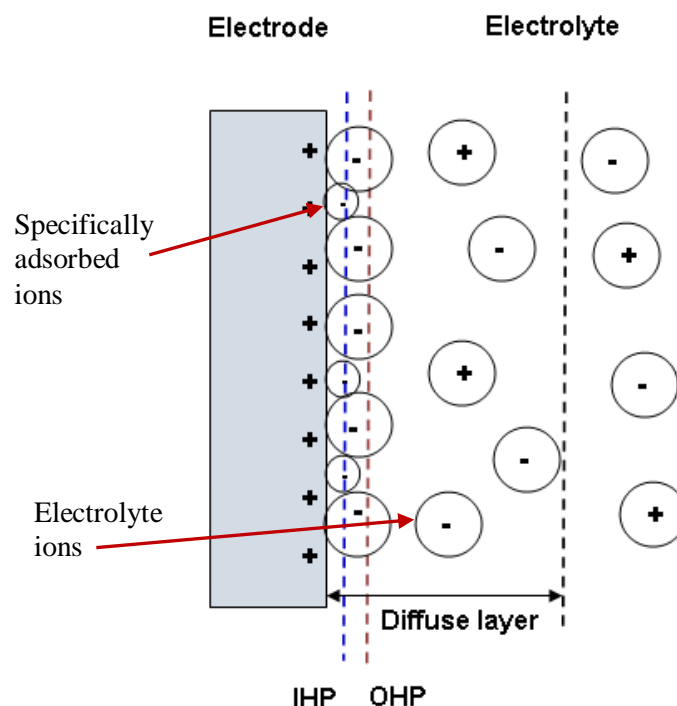 Electrode
Electrolyte
Specifically
adsorbed
ions
Electrolyte
ions
+
+
+
+
+
+
+
+
-
-
-
-
-
-
-
-
+
-
+
-
-
-
+
-
+
Diffuse layer
IHP
OHP